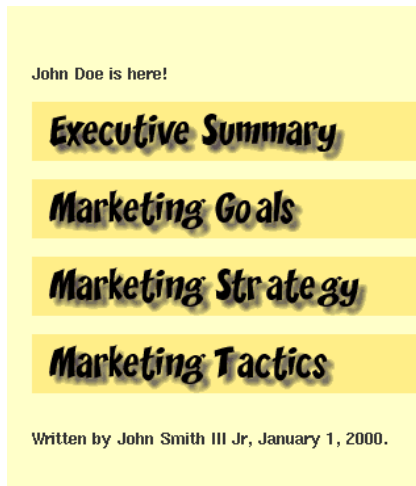 John Doe is here!
Executive Summary
Marketing Goals
Marketing Strategy
Marketing Tactics
Written by John Smith III Jr, January 1, 2000.